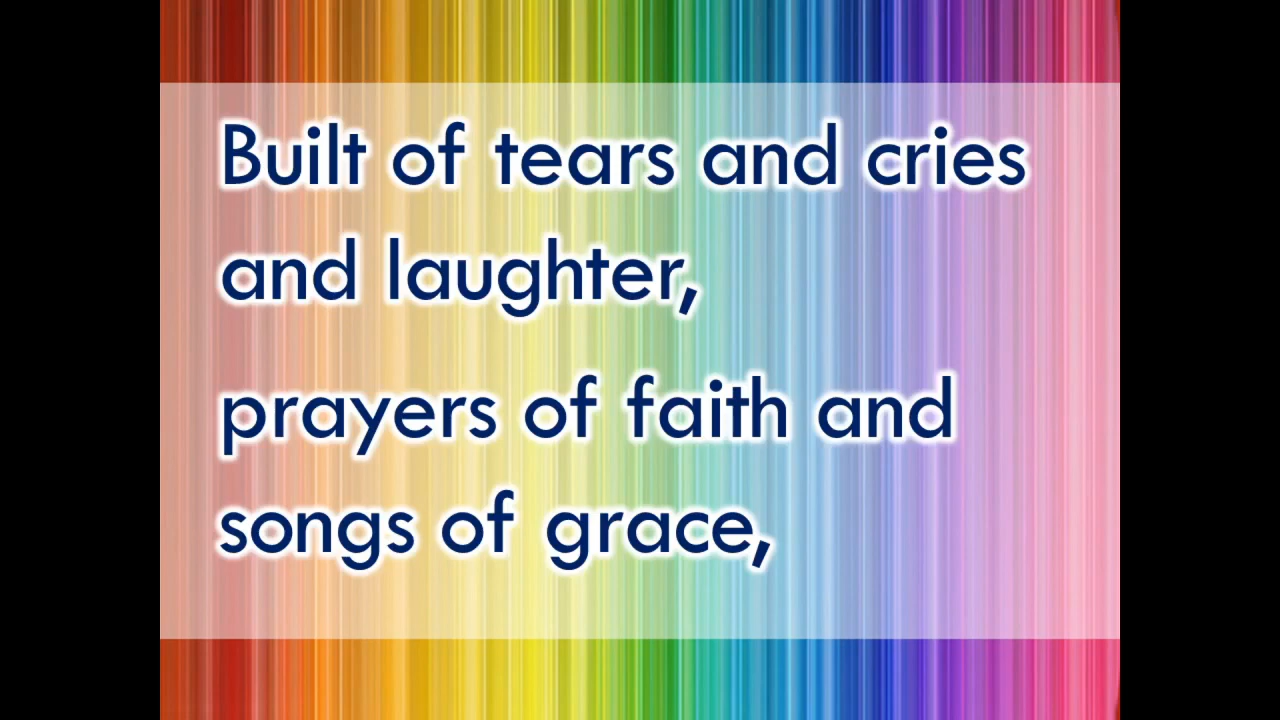 Built of tears and cries
and laughter,
prayers of faith and
songs of grace,